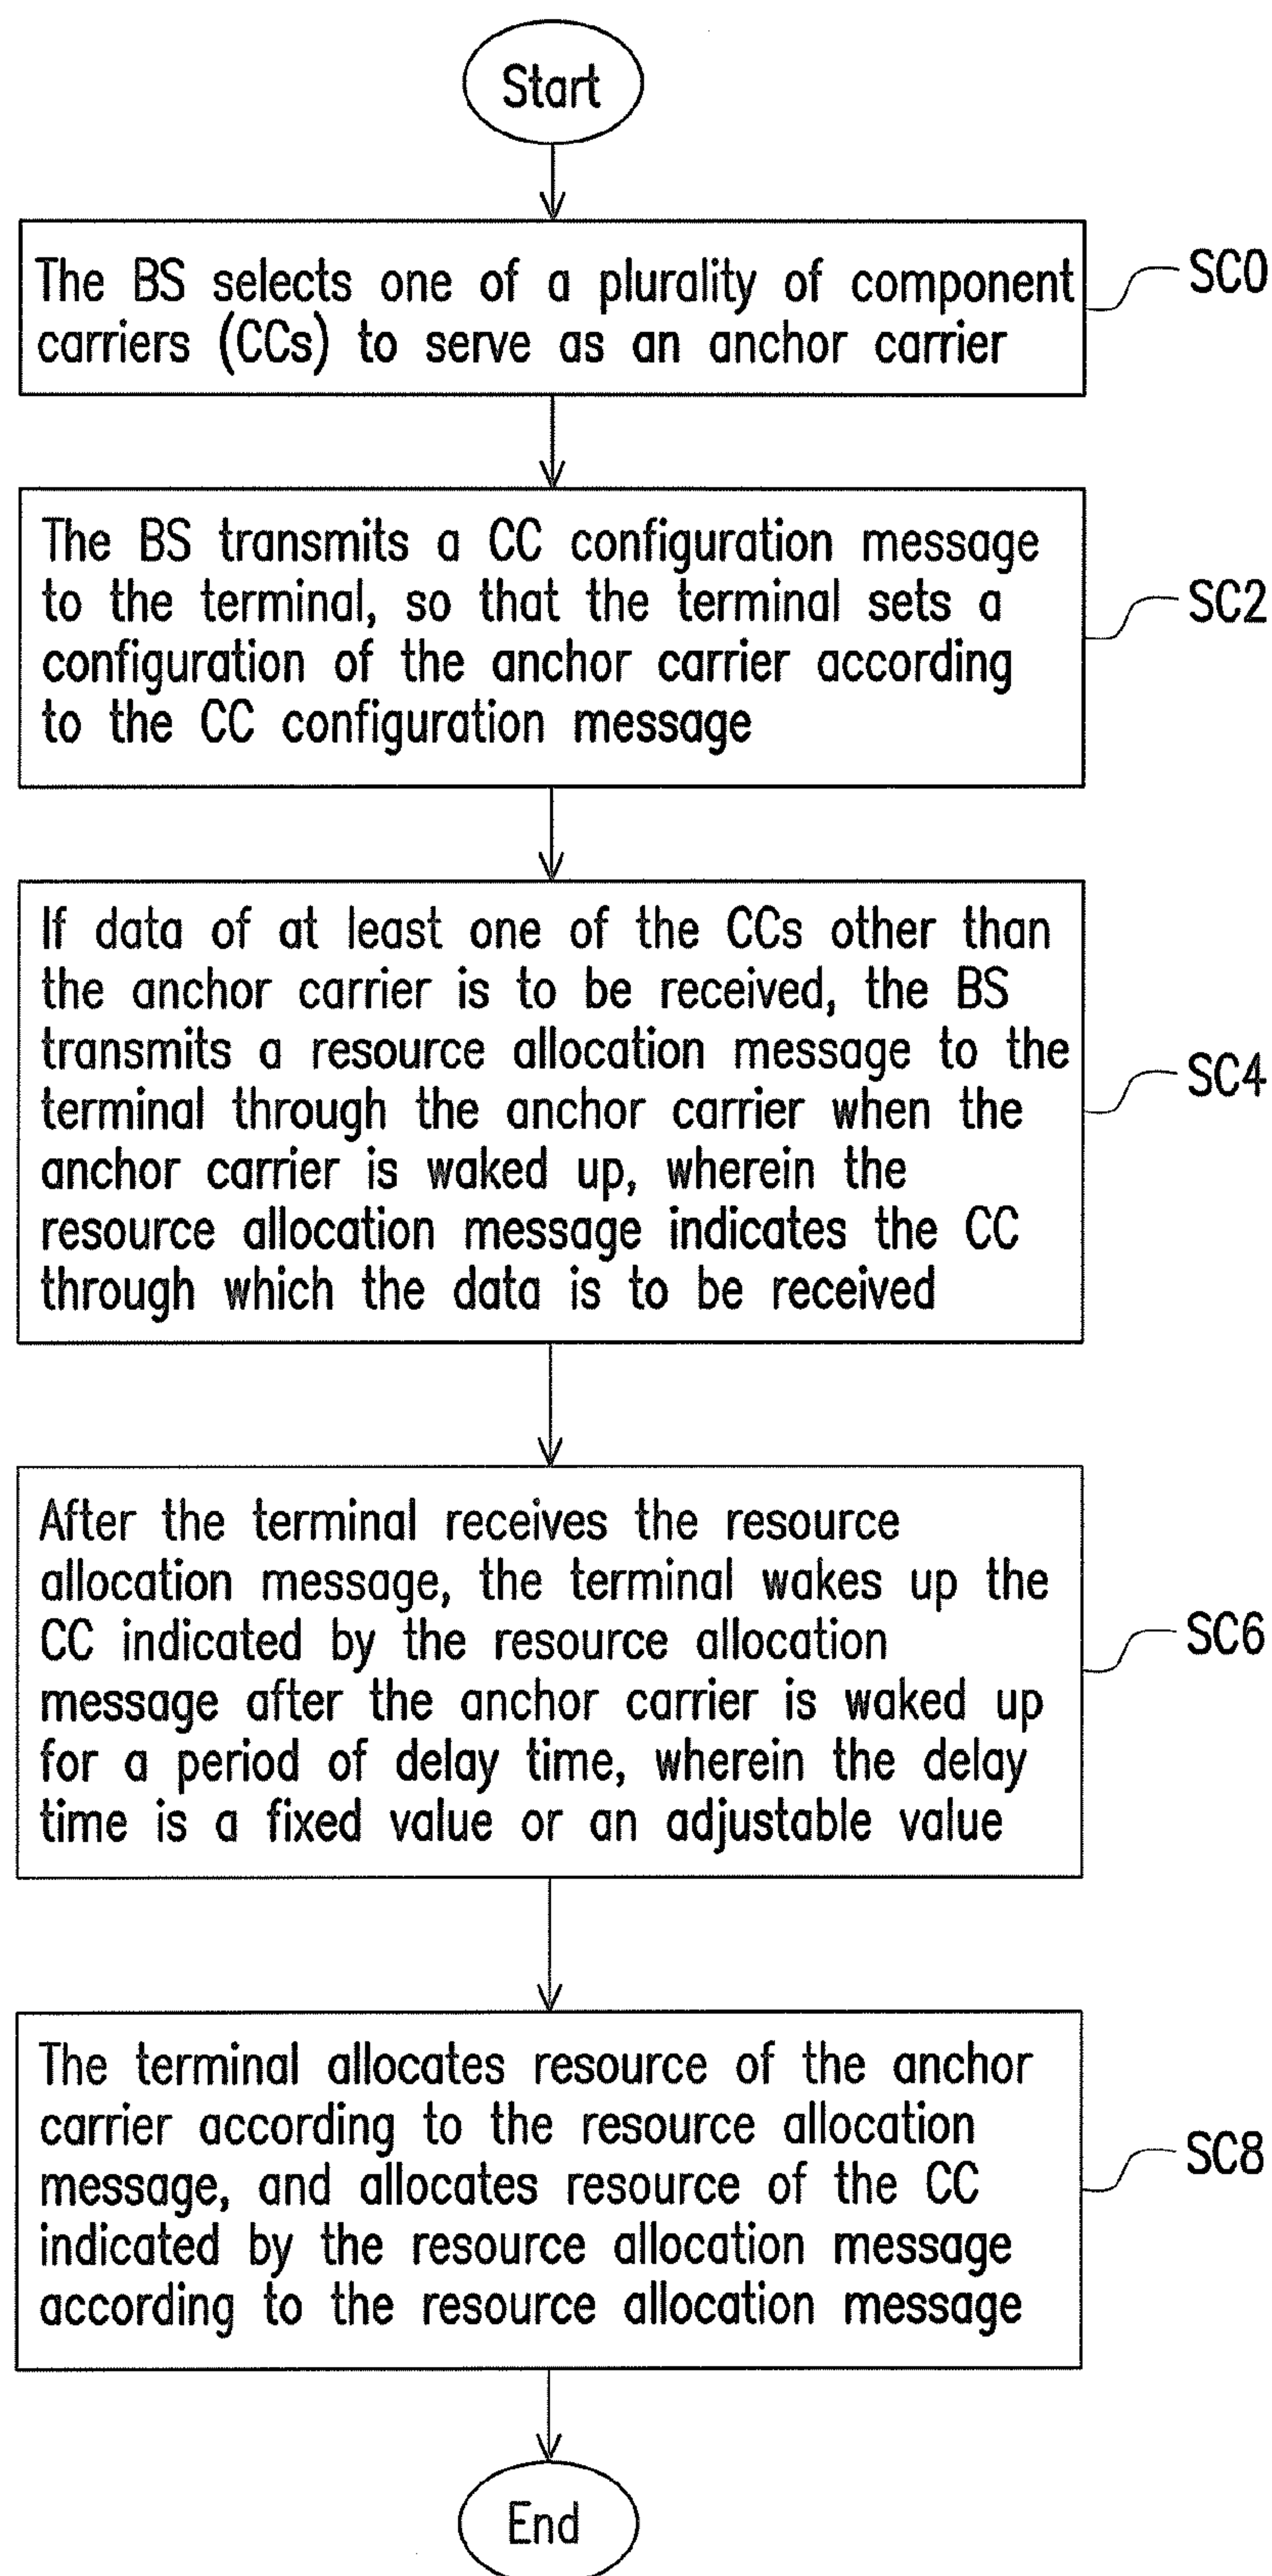 Start
The BS selects one of a plurality of component
carriers (CCs) to serve as an anchor carrier
SC0
The BS transmits a CC configuration message
to the terminal, so that the terminal sets a
configuration of the anchor carrier according
to the CC configuration message
SC2
If data of at least one of the CCs other than
the anchor carrier is to be received, the BS
transmits a resource allocation message to the
terminal through the anchor carrier when the
anchor carrier is waked up, wherein the
resource allocation message indicates the CC
through which the data is to be received
SC4
After the terminal receives the resource
allocation message, the terminal wakes up the
CC indicated by the resource allocation
message after the anchor carrier is waked up
for a period of delay time, wherein the delay
time is a fixed value or an adjustable value
SC6
The terminal allocates resource of the anchor
carrier according to the resource allocation
message, and allocates resource of the CC
indicated by the resource allocation message
according to the resource allocation message
SC8
End